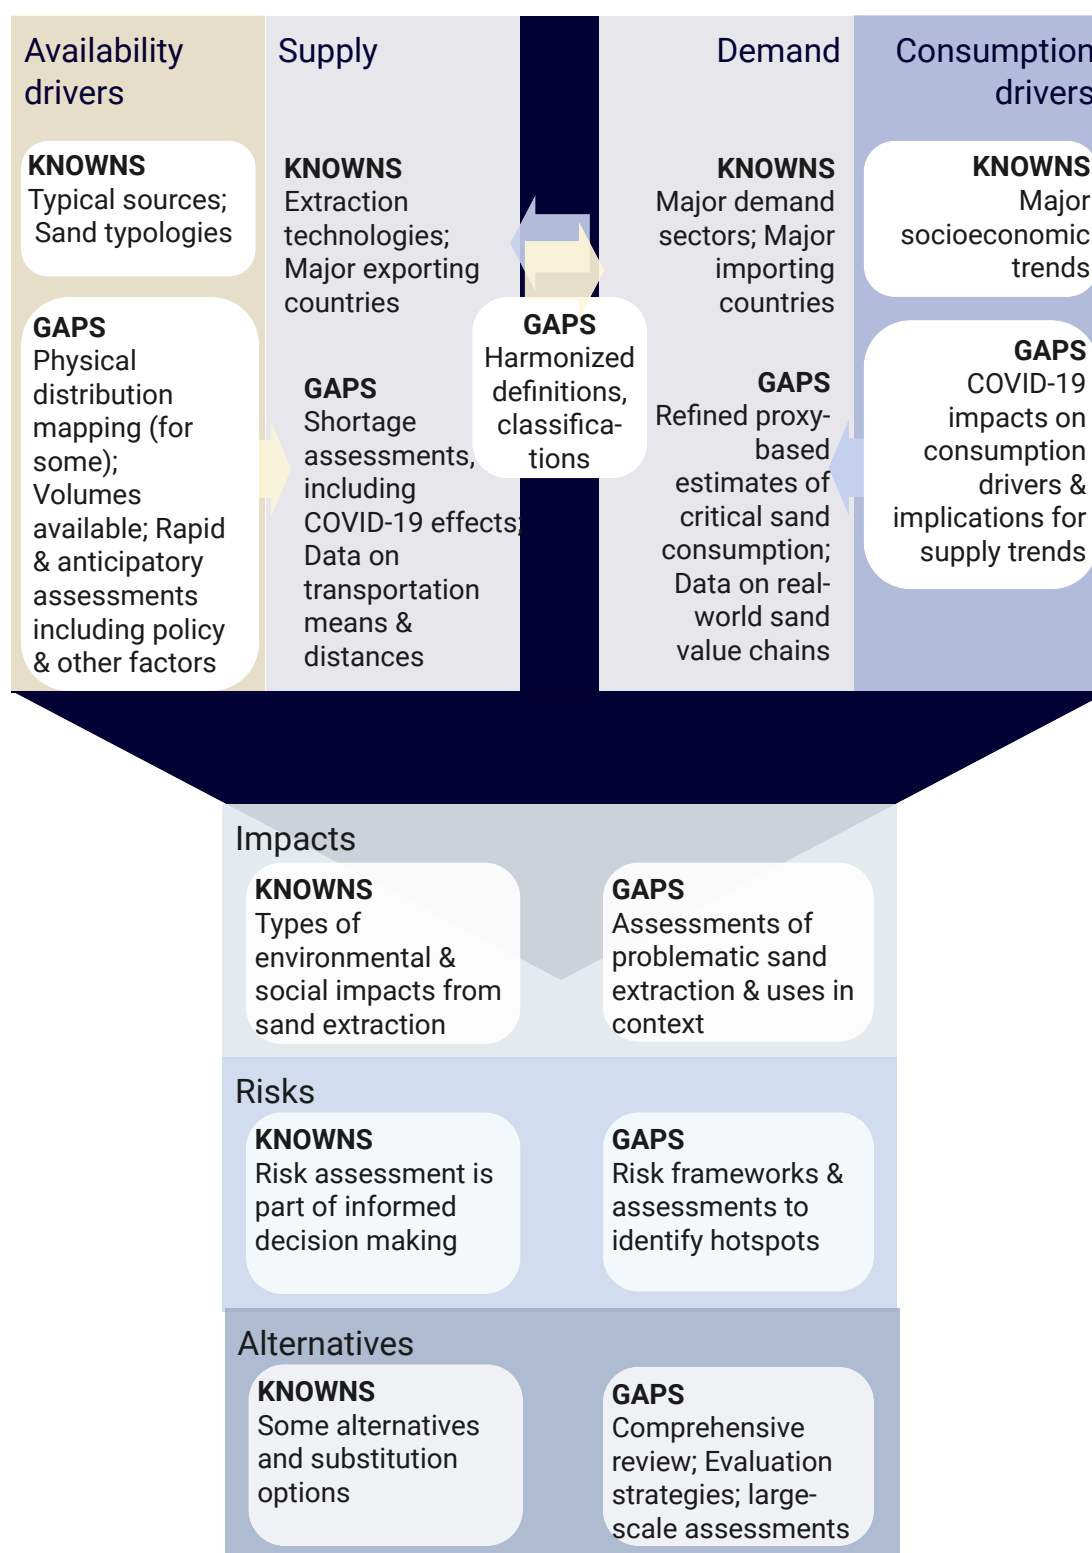 Availability
drivers
KNOWNS
Typical sources;
Sand typologies
GAPS
Physical
distribution
mapping (for
some);
Volumes
available; Rapid
& anticipatory
assessments
including policy
& other factors
Supply
KNOWNS
Extraction
technologies;
Major exporting
countries
GAPS
Shortage
assessments,
including
COVID-19 effects;
Data on
transportation
means &
distances
GAPS
Harmonized
definitions,
classifica-
tions
Demand
KNOWNS
Major demand
sectors; Major
importing
countries
GAPS
Refined proxy-
based
estimates of
critical sand
consumption;
Data on real-
world sand
value chains
Consumption
drivers
KNOWNS
Major
socioeconomic
trends
GAPS
COVID-19
impacts on
consumption
drivers &
implications for
supply trends
Impacts
KNOWNS
Types of
environmental &
social impacts from
sand extraction
GAPS
Assessments of
problematic sand
extraction & uses in
context
Risks
KNOWNS
Risk assessment is
part of informed
decision making
GAPS
Risk frameworks &
assessments to
identify hotspots
Alternatives
KNOWNS
Some alternatives
and substitution
options
GAPS
Comprehensive
review; Evaluation
strategies; large-
scale assessments